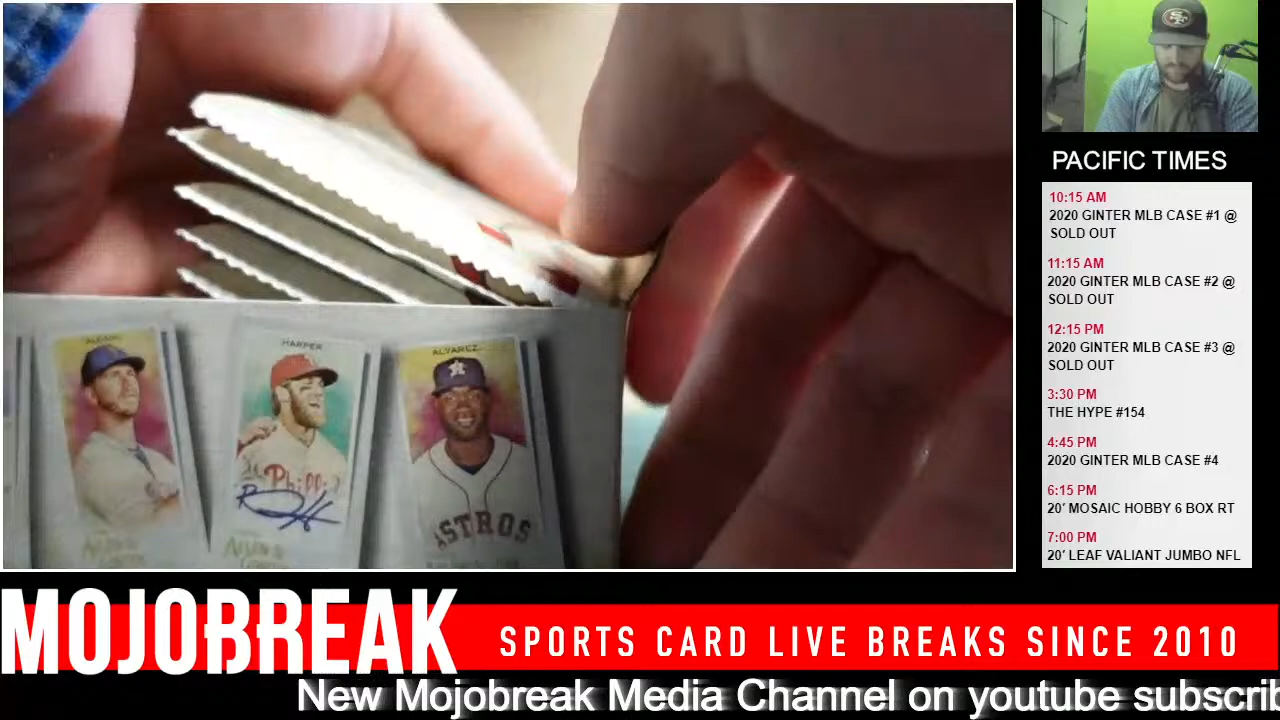 PACIFIC TIMES
10:15 AM
2020 GINTER MLB CASE #1 @
SOLD OUT
11:15 AM
2020 GINTER MLB CASE #2 @
SOLD OUT
12:15 PM
2020 GINTER MLB CASE #3 @
SOLD OUT
3:30 PM
THE HYPE #154
4:45 PM
2020 GINTER MLB CASE #4
6:15 PM
20' MOSAIC HOBBY 6 BOX RT
7:00 PM
20' LEAF VALIANT JUMBO NFL
HARPER
ALVAREZ
Phillies
ASTROS
MOJOBREAK
SPORTS CARD LIVE BREAKS SINCE 2010
New Mojobreak Media Channel on youtube subscrib